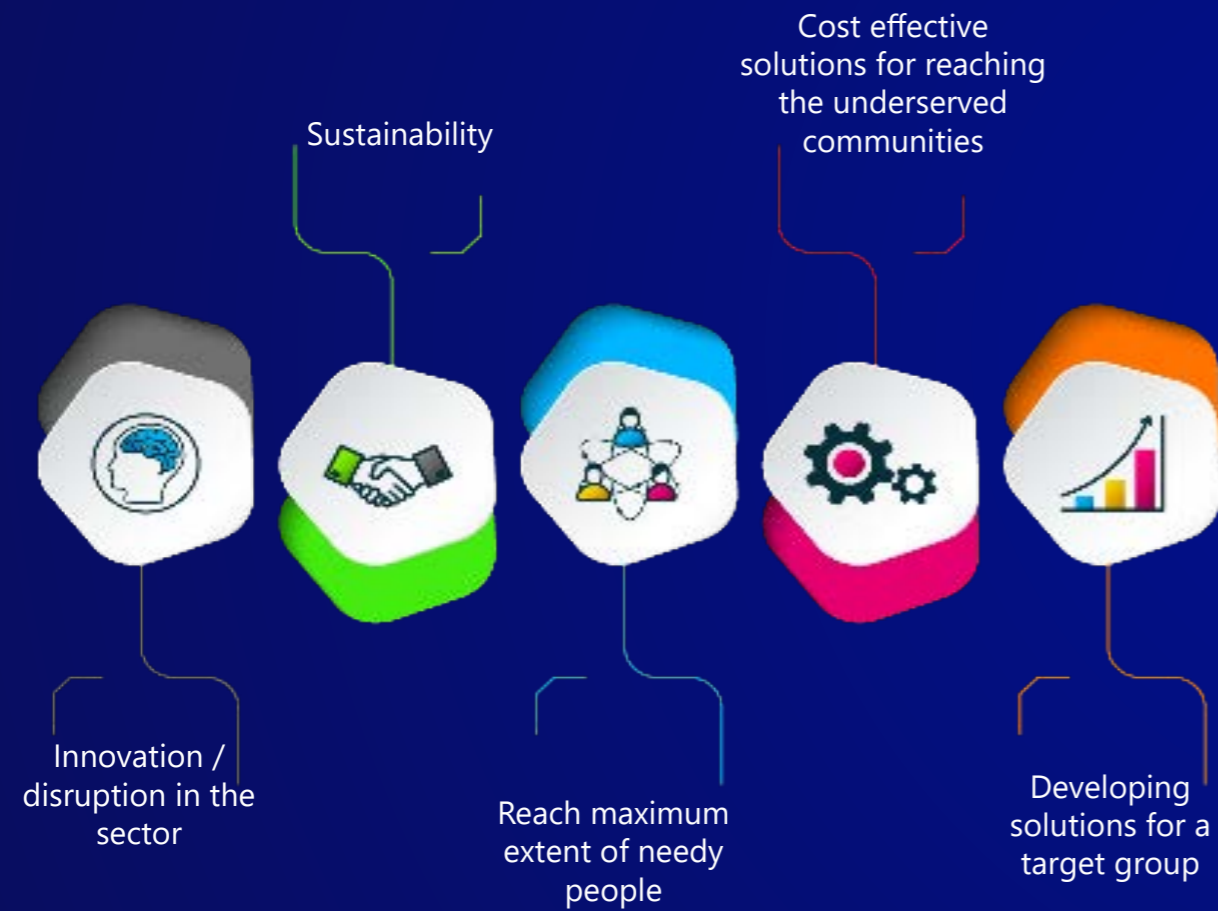 Innovation /
disruption in the
sector
Sustainability
Reach maximum
extent of needy
people
Cost effective
solutions for reaching
the underserved
communities
Developing
solutions for a
target group